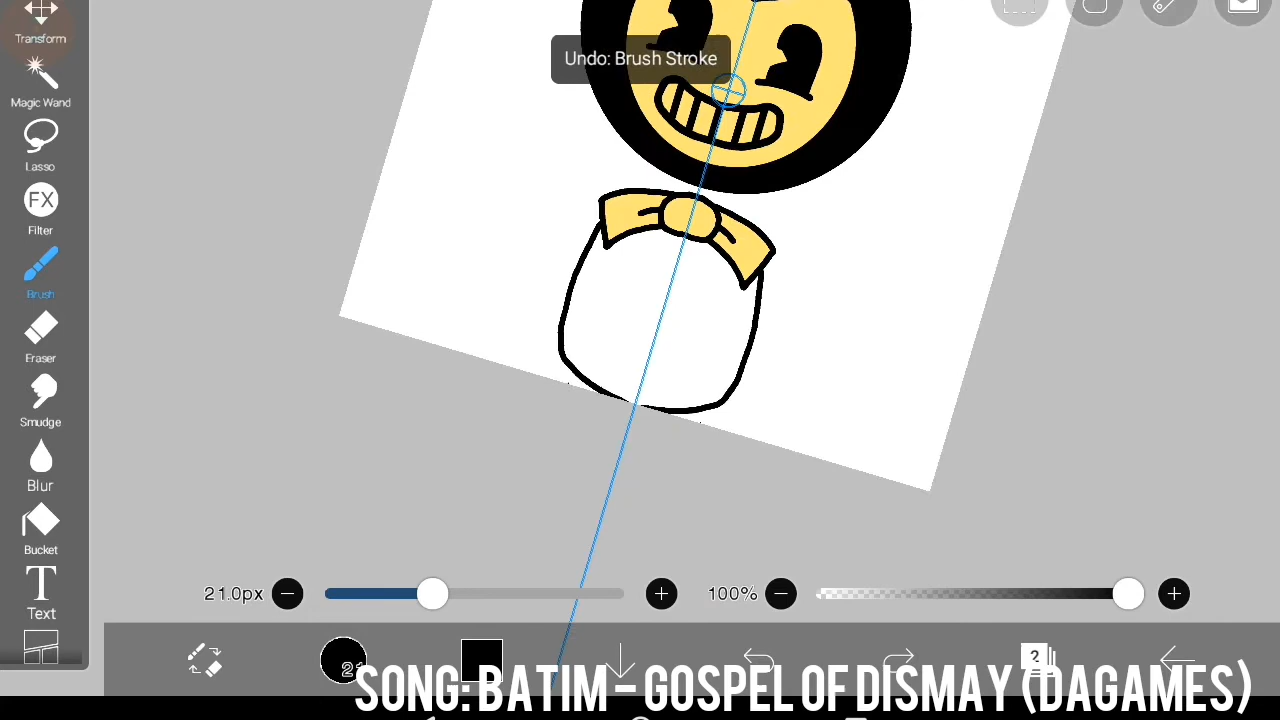 Transform
Undo: Brush Stroke
Magic Wand
Lasso
FX
Filter
Brush
Eraser
Smudge
Blur
Bucket
T
Text
21.0px
100%
21
2
SONG: BATIM - GOSPEL OF DISMAY (DAGAMES)